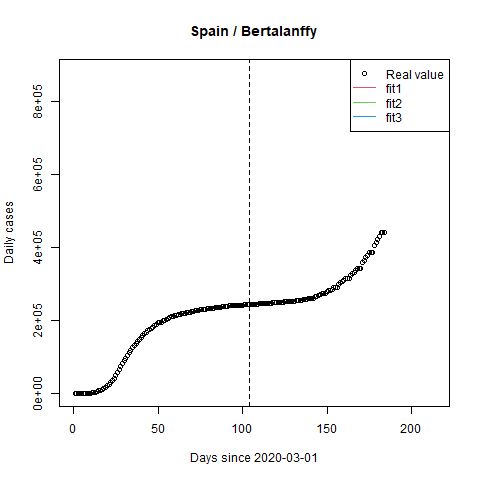 Spain / Bertalanffy
Real value
fit1
fit2
fit3
Daily cases
8e+05
6e+05
4e+05
2e+05
0e+00
0 50 100 150 200
Days since 2020-03-01